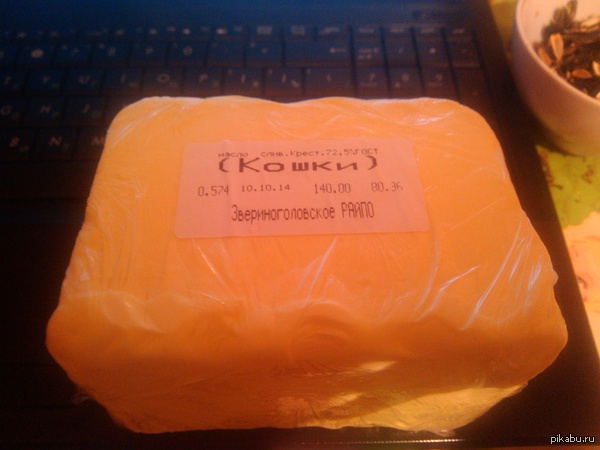 масло слив.Крест.72,5%ГОСТ
(Кошки)
0.574 10.10.14 140.00 80.36
Звериноголовское РАЙПО
pikabu.ru